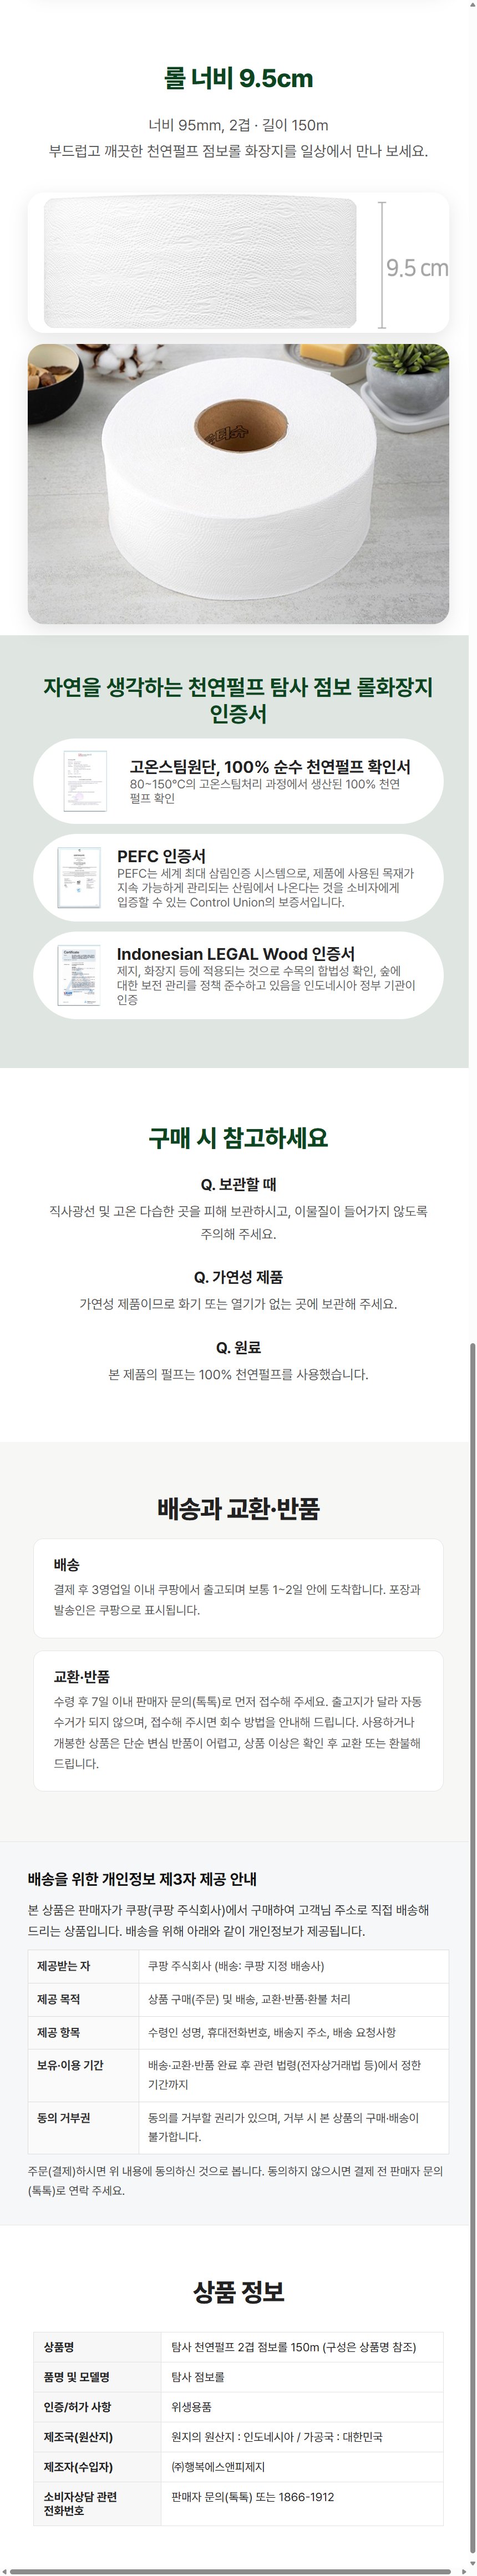 롤 너비 9.5cm
너비 95mm, 2겹 · 길이 150m
부드럽고 깨끗한 천연펄프 점보롤 화장지를 일상에서 만나 보세요.
9.5 cm
자연을 생각하는 천연펄프 탐사 점보 롤화장지
인증서
고온스팀원단, 100% 순수 천연펄프 확인서
80~150℃의 고온스팀처리 과정에서 생산된 100% 천연
펄프 확인
PEFC 인증서
PEFC는 세계 최대 삼림인증 시스템으로, 제품에 사용된 목재가
지속 가능하게 관리되는 산림에서 나온다는 것을 소비자에게
입증할 수 있는 Control Union의 보증서입니다.
Indonesian LEGAL Wood 인증서
제지, 화장지 등에 적용되는 것으로 수목의 합법성 확인, 숲에
대한 보전 관리를 정책 준수하고 있음을 인도네시아 정부 기관이
인증
구매 시 참고하세요
Q. 보관할 때
직사광선 및 고온 다습한 곳을 피해 보관하시고, 이물질이 들어가지 않도록
주의해 주세요.
Q. 가연성 제품
가연성 제품이므로 화기 또는 열기가 없는 곳에 보관해 주세요.
Q. 원료
본 제품의 펄프는 100% 천연펄프를 사용했습니다.
배송과 교환·반품
배송
결제 후 3영업일 이내 쿠팡에서 출고되며 보통 1~2일 안에 도착합니다. 포장과
발송인은 쿠팡으로 표시됩니다.
교환·반품
수령 후 7일 이내 판매자 문의(톡톡)로 먼저 접수해 주세요. 출고지가 달라 자동
수거가 되지 않으며, 접수해 주시면 회수 방법을 안내해 드립니다. 사용하거나
개봉한 상품은 단순 변심 반품이 어렵고, 상품 이상은 확인 후 교환 또는 환불해
드립니다.
배송을 위한 개인정보 제3자 제공 안내
본 상품은 판매자가 쿠팡(쿠팡 주식회사)에서 구매하여 고객님 주소로 직접 배송해
드리는 상품입니다. 배송을 위해 아래와 같이 개인정보가 제공됩니다.
제공받는 자 쿠팡 주식회사 (배송: 쿠팡 지정 배송사)
제공 목적 상품 구매(주문) 및 배송, 교환·반품·환불 처리
제공 항목 수령인 성명, 휴대전화번호, 배송지 주소, 배송 요청사항
보유·이용 기간 배송·교환·반품 완료 후 관련 법령(전자상거래법 등)에서 정한
기간까지
동의 거부권 동의를 거부할 권리가 있으며, 거부 시 본 상품의 구매·배송이
불가합니다.
주문(결제)하시면 위 내용에 동의하신 것으로 봅니다. 동의하지 않으시면 결제 전 판매자 문의
(톡톡)로 연락 주세요.
상품 정보
상품명 탐사 천연펄프 2겹 점보롤 150m (구성은 상품명 참조)
품명 및 모델명 탐사 점보롤
인증/허가 사항 위생용품
제조국(원산지) 원지의 원산지 : 인도네시아 / 가공국 : 대한민국
제조자(수입자) ㈜행복에스앤피제지
소비자상담 관련 판매자 문의(톡톡) 또는 1866-1912
전화번호